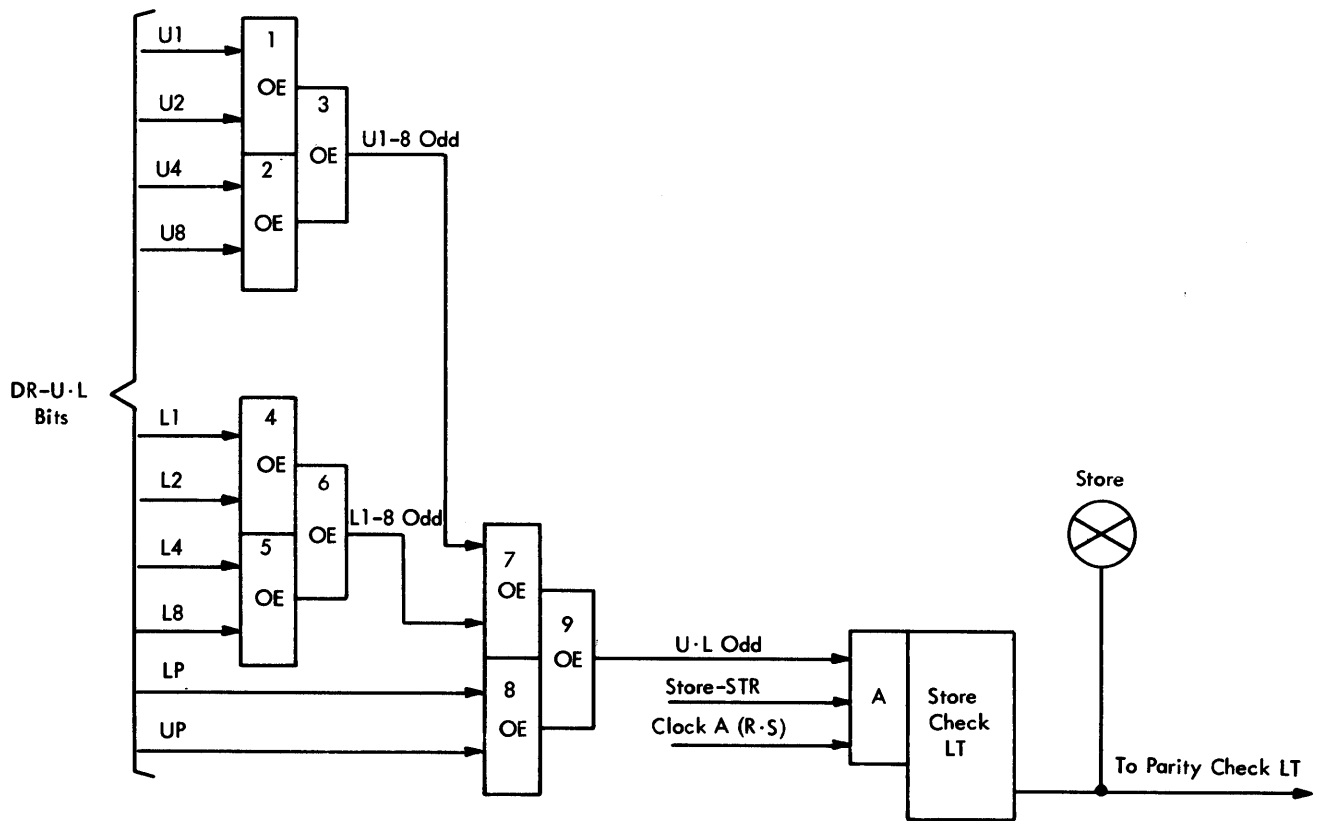 U1
U2
U4
U8
1
OE
2
OE
3
OE
U1-8 Odd
DR-U·L
Bits
L1
L2
L4
L8
LP
UP
4
OE
5
OE
6
OE
L1-8 Odd
7
OE
8
OE
9
OE
U·L Odd
Store-STR
Clock A (R·S)
A
Store
Check
LT
Store
To Parity Check LT